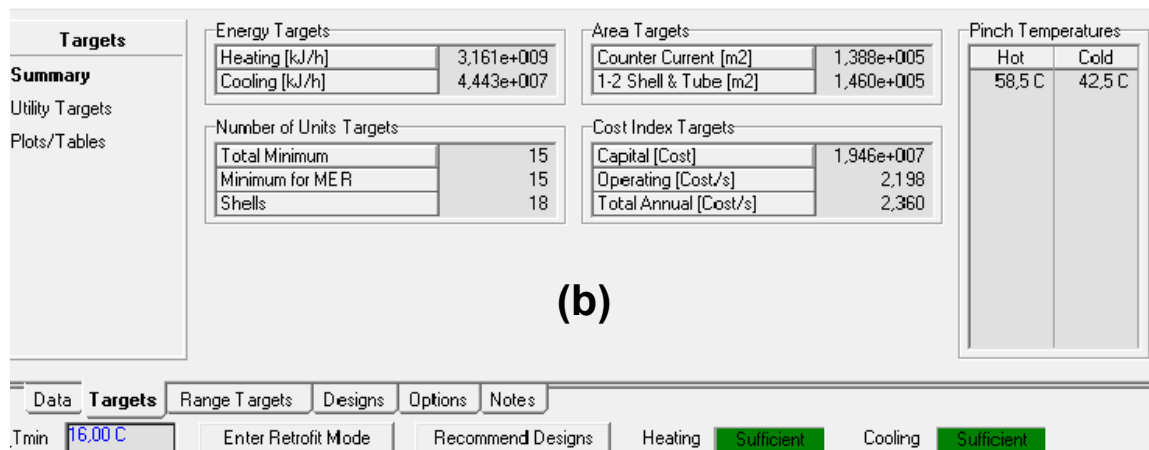 Targets
Summary
Utility Targets
Plots/Tables
Energy Targets
Heating [kJ/h] 3,161e+009
Cooling [kJ/h] 4,443e+007
Area Targets
Counter Current [m2] 1,388e+005
1-2 Shell & Tube [m2] 1,460e+005
Pinch Temperatures
Hot Cold
58,5 C 42,5 C
Number of Units Targets
Total Minimum 15
Minimum for MER 15
Shells 18
Cost Index Targets
Capital [Cost] 1,946e+007
Operating [Cost/s] 2,198
Total Annual [Cost/s] 2,360
(b)
Data Targets Range Targets Designs Options Notes
Tmin 16,00 C Enter Retrofit Mode Recommend Designs Heating Sufficient Cooling Sufficient